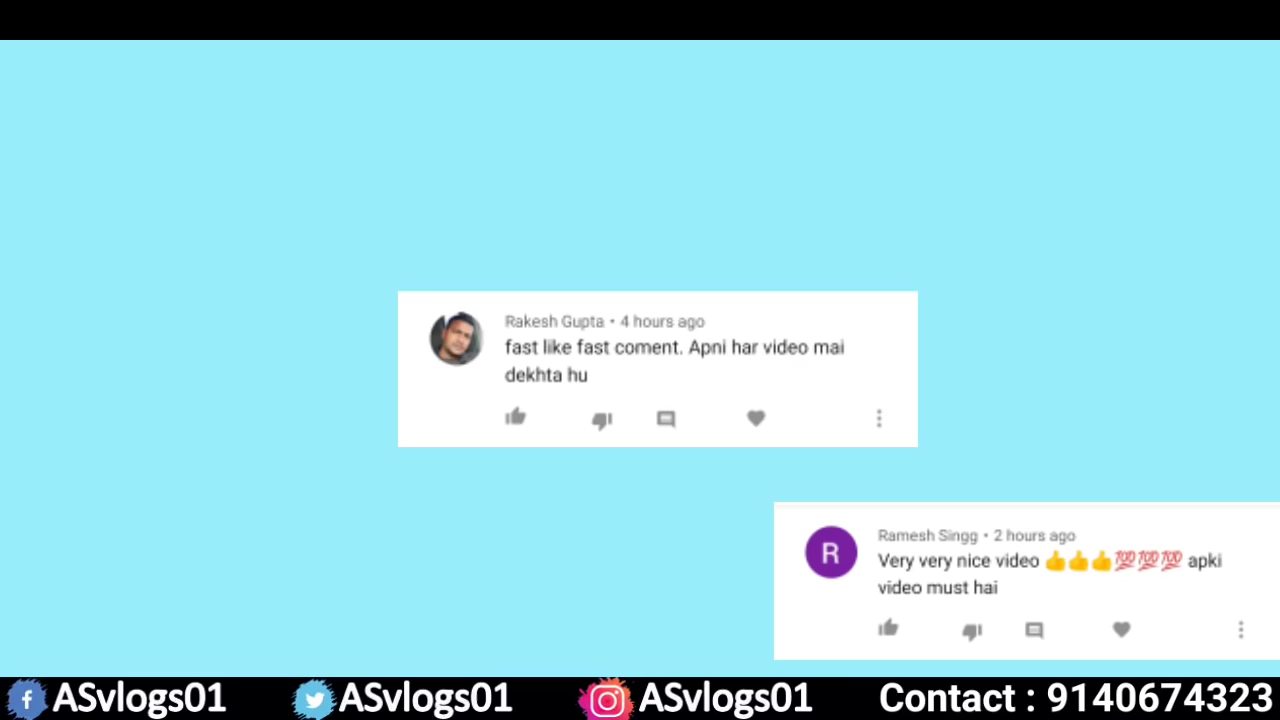 Rakesh Gupta • 4 hours ago
fast like fast coment. Apni har video mai
dekhta hu
R
Ramesh Singg • 2 hours ago
Very very nice video 👍👍👍💯💯💯 apki
video must hai
ASvlogs01 ASvlogs01 ASvlogs01 Contact : 9140674323